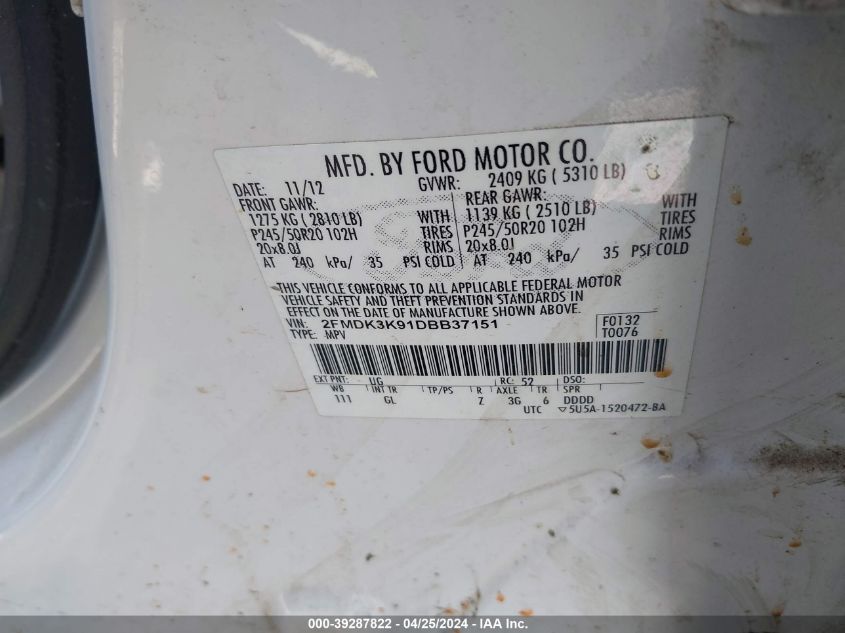 MFD. BY FORD MOTOR CO.
DATE: 11/12 GVWR: 2409 KG ( 5310 LB)
FRONT GAWR: REAR GAWR: WITH
1275 KG ( 2810 LB) WITH 1139 KG ( 2510 LB) TIRES
P245/50R20 102H TIRES P245/50R20 102H RIMS
20x8.0J RIMS 20x8.0J
AT 240 kPa/ 35 PSI COLD AT 240 kPa/ 35 PSI COLD
THIS VEHICLE CONFORMS TO ALL APPLICABLE FEDERAL MOTOR
VEHICLE SAFETY AND THEFT PREVENTION STANDARDS IN
EFFECT ON THE DATE OF MANUFACTURE SHOWN ABOVE.
VIN: 2FMDK3K91DBB37151 F0132
TYPE: MPV T0076
EXT PNT: UG RC: 52 DSO:
WB INT TR TP/PS R AXLE TR SPR
111 GL Z 3G 6 DDDD
UTC ▽5U5A-1520472-BA
000-39287822 - 04/25/2024 - IAA Inc.